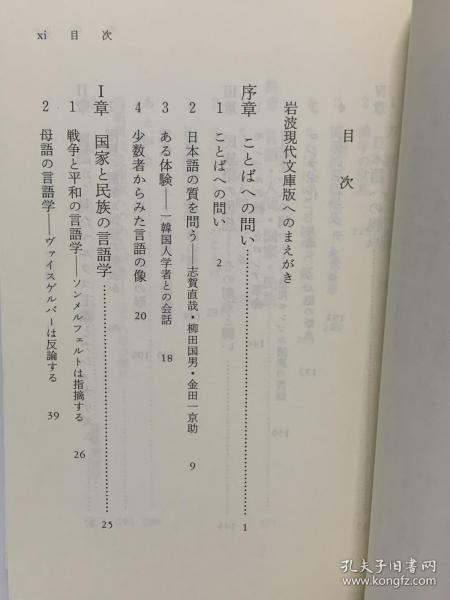 xi 目次
目次
岩波現代文庫版へのまえがき
序章 ことばへの問い……………………1
1 ことばへの問い 2
2 日本語の質を問う――志賀直哉・柳田国男・金田一京助 9
3 ある体験――一韓国人学者との会話 18
4 少数者からみた言語の像 20
I章 国家と民族の言語学……………………25
1 戦争と平和の言語学――ソンメルフェルトは指摘する 26
2 母語の言語学――ヴァイスゲルバーは反論する 39
孔夫子旧书网
www.kongfz.com